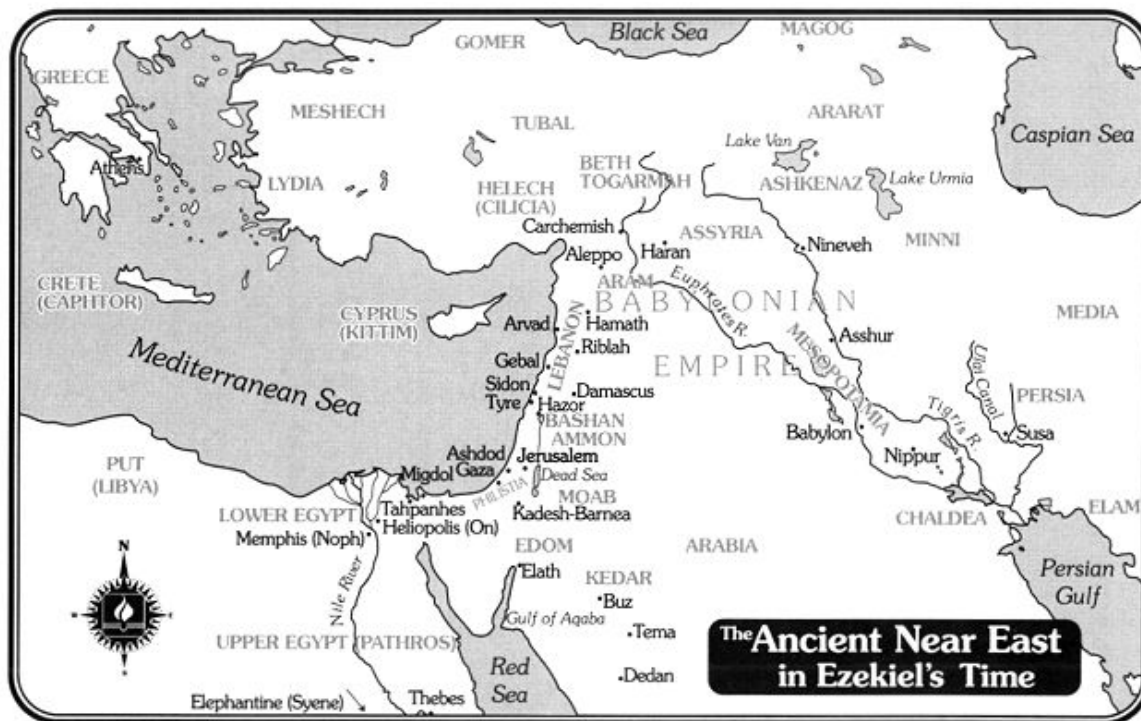 Black Sea
GOMER
MAGOG
GREECE
MESHECH
TUBAL
ARARAT
Caspian Sea
Lake Van
Athens
LYDIA
BETH
TOGARMAH
ASHKENAZ
Lake Urmia
HELECH
(CILICIA)
Carchemish
Harran
ASSYRIA
Nineveh
MINNI
Aleppo
ARAM
CRETE
(CAPHTOR)
CYPRUS
(KITTIM)
BABYLONIAN
EMPIRE
Euphrates R.
MEDIA
Arvad
Hamath
LEBANON
Riblah
Asshur
MESOPOTAMIA
Mediterranean Sea
Gebal
Sidon
Tyre
Damascus
Hazor
BASHAN
AMMON
Ulai Canal
PERSIA
Tigris R.
Babylon
Susa
Nippur
PUT
(LIBYA)
Ashdod
Gaza
Jerusalem
Dead Sea
Migdol
PHILISTIA
MOAB
Tahpanhes
LOWER EGYPT
Heliopolis (On)
Kadesh-Barnea
CHALDEA
ELAM
Memphis (Noph)
EDOM
ARABIA
N
Elath
KEDAR
Persian
Gulf
Nile River
Buz
Gulf of Aqaba
Tema
UPPER EGYPT (PATHROS)
Red
Sea
Dedan
Elephantine (Syene)
Thebes
The Ancient Near East
in Ezekiel's Time